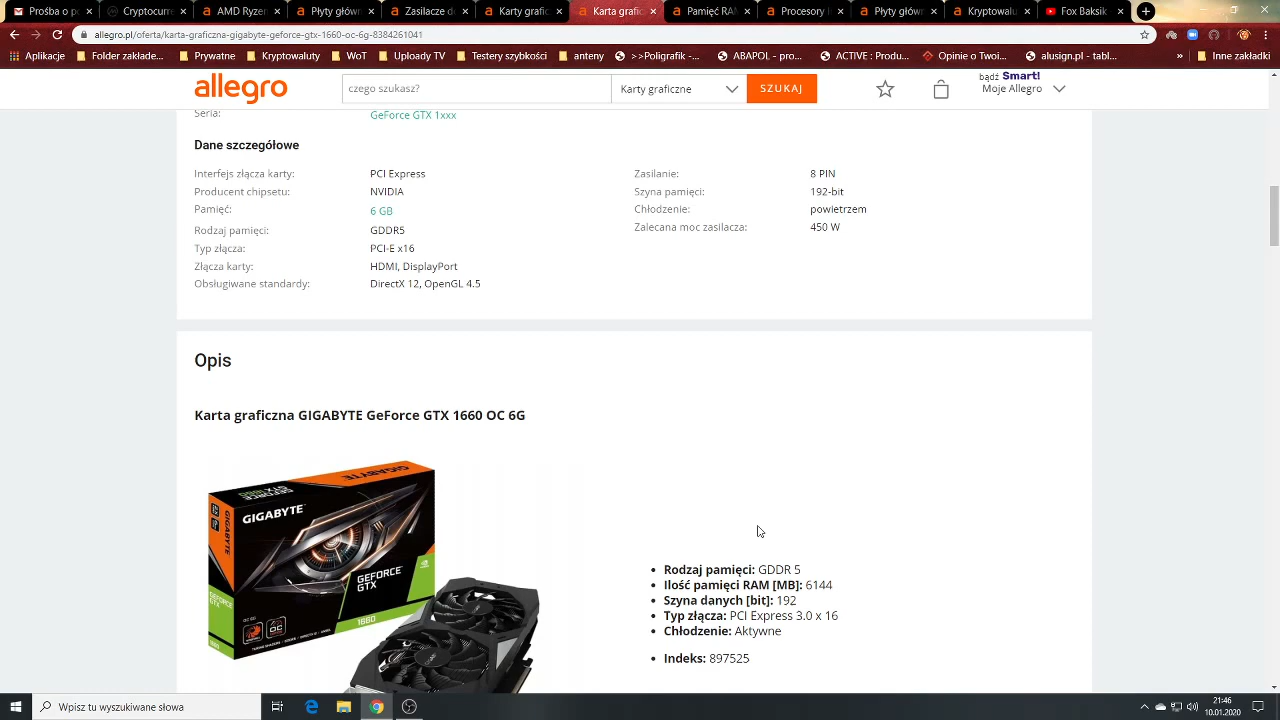 Prośba o po
Cryptocurre
AMD Ryzen
Płyty główn
Zasilacze do
Karty grafic
Karta grafic
Pamięć RAM
Procesory I
Płyty główn
Kryptowalu
Fox Baksik
allegro.pl/oferta/karta-graficzna-gigabyte-geforce-gtx-1660-oc-6g-8384261041
Aplikacje Folder zakładek... Prywatne Kryptowaluty WoT Uploady TV Testery szybkości anteny >>Poligrafik -... ABAPOL - pro... ACTIVE : Produ... Opinie o Twoi... alusign.pl - tabl... » Inne zakładki
allegro czego szukasz? Karty graficzne SZUKAJ bądź Smart!
Moje Allegro
Seria: GeForce GTX 1xxx
Dane szczegółowe
Interfejs złącza karty: PCI Express Zasilanie: 8 PIN
Producent chipsetu: NVIDIA Szyna pamięci: 192-bit
Pamięć: 6 GB Chłodzenie: powietrzem
Rodzaj pamięci: GDDR5 Zalecana moc zasilacza: 450 W
Typ złącza: PCI-E x16
Złącza karty: HDMI, DisplayPort
Obsługiwane standardy: DirectX 12, OpenGL 4.5
Opis
Karta graficzna GIGABYTE GeForce GTX 1660 OC 6G
GIGABYTE
GIGABYTE
GEFORCE
GTX
1660
Rodzaj pamięci: GDDR 5
Ilość pamięci RAM [MB]: 6144
Szyna danych [bit]: 192
Typ złącza: PCI Express 3.0 x 16
Chłodzenie: Aktywne
Indeks: 897525
Wpisz tu wyszukiwane słowa
21:46
10.01.2020